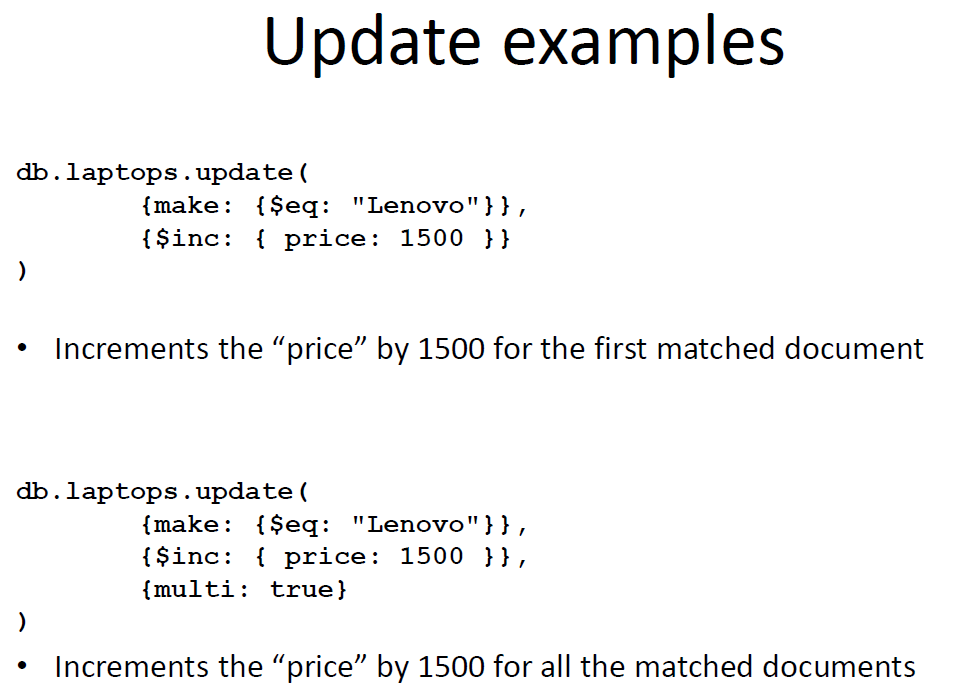 Update examples
db.laptops.update(
{make: {$eq: "Lenovo"}},
{$inc: { price: 1500 }}
)
• Increments the “price” by 1500 for the first matched document
db.laptops.update(
{make: {$eq: "Lenovo"}},
{$inc: { price: 1500 }},
{multi: true}
)
• Increments the “price” by 1500 for all the matched documents